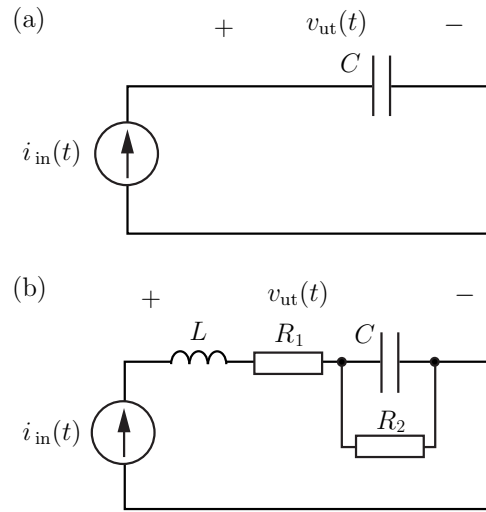 (a)
+ v_ut(t) −
C
i_in(t)
(b)
+ v_ut(t) −
L R_1 C
i_in(t)
R_2